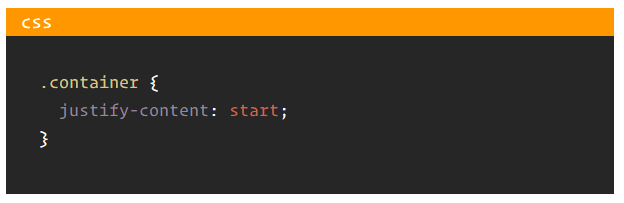 css
.container {
  justify-content: start;
}